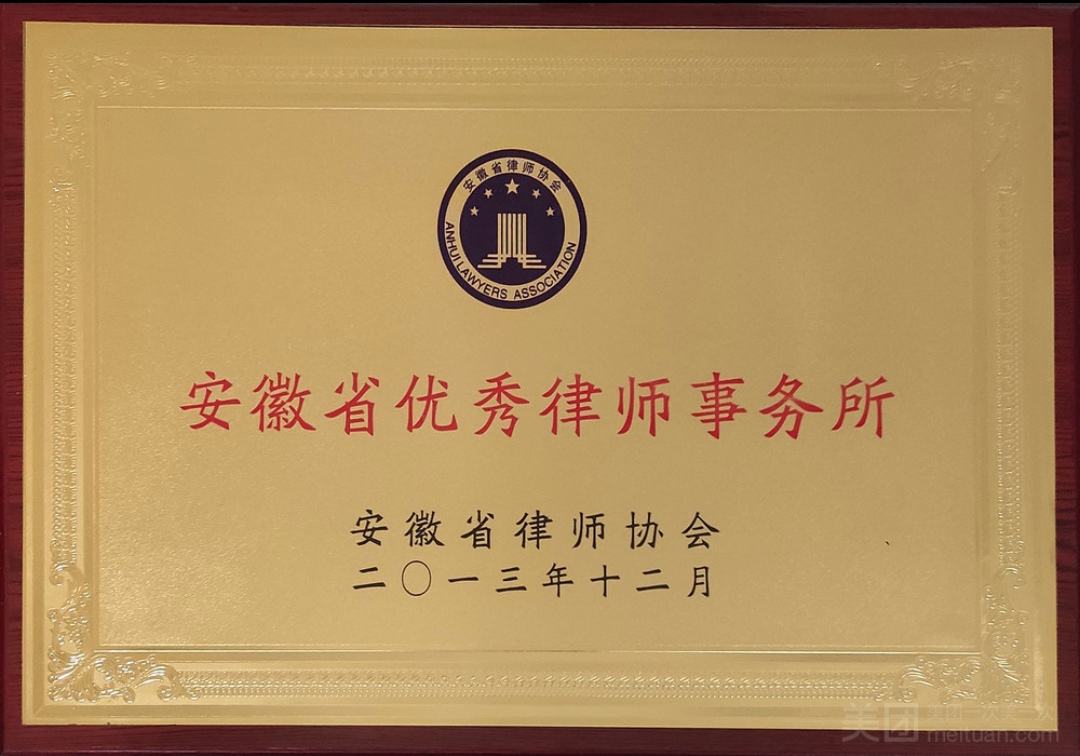 安徽省律师协会
ANHUI LAWYERS ASSOCIATION
安徽省优秀律师事务所
安徽省律师协会
二〇一三年十二月
美团
meituan.com